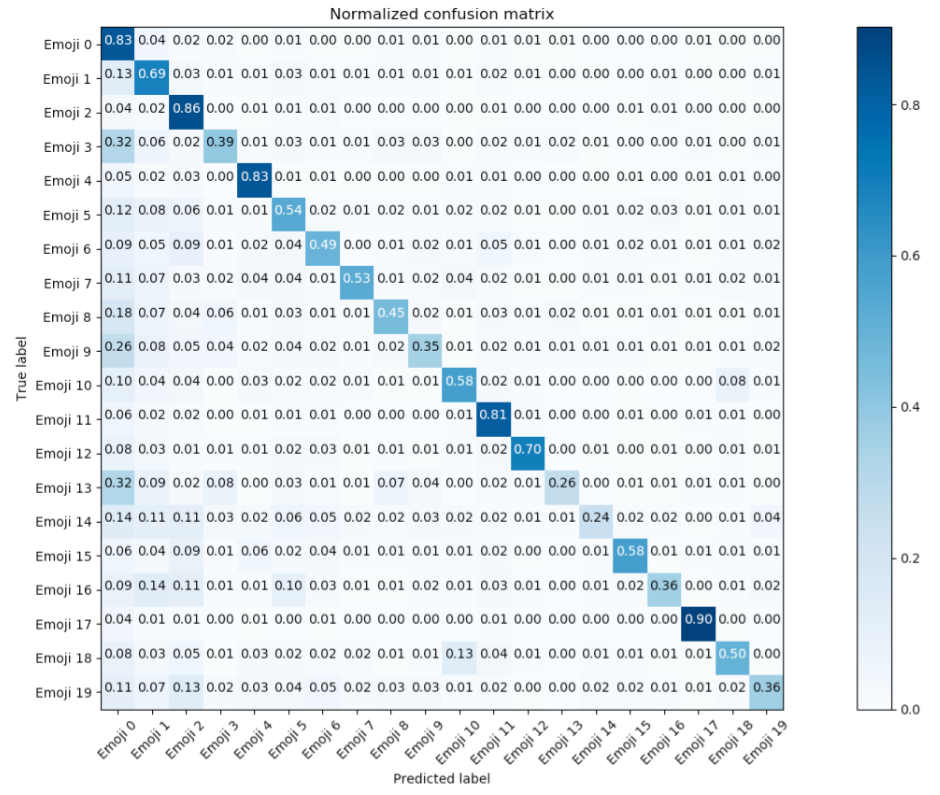 Normalized confusion matrix
Emoji 0 0.83 0.04 0.02 0.02 0.00 0.01 0.00 0.00 0.01 0.01 0.00 0.01 0.01 0.01 0.00 0.00 0.00 0.01 0.00 0.00
Emoji 1 0.13 0.69 0.03 0.01 0.01 0.03 0.01 0.00 0.01 0.01 0.00 0.02 0.00 0.00 0.00 0.01 0.01 0.00 0.00 0.01
Emoji 2 0.04 0.02 0.86 0.00 0.01 0.01 0.01 0.00 0.00 0.00 0.00 0.01 0.00 0.00 0.00 0.01 0.00 0.00 0.00 0.00
Emoji 3 0.32 0.06 0.02 0.39 0.01 0.03 0.01 0.01 0.03 0.03 0.00 0.02 0.01 0.02 0.01 0.00 0.00 0.01 0.00 0.01
Emoji 4 0.05 0.02 0.03 0.00 0.83 0.01 0.01 0.00 0.00 0.00 0.01 0.01 0.00 0.00 0.00 0.01 0.00 0.00 0.01 0.00
Emoji 5 0.12 0.08 0.06 0.01 0.01 0.54 0.02 0.01 0.02 0.01 0.02 0.02 0.01 0.01 0.01 0.02 0.03 0.01 0.01 0.01
Emoji 6 0.09 0.05 0.09 0.01 0.02 0.04 0.49 0.00 0.01 0.02 0.01 0.05 0.01 0.00 0.01 0.02 0.01 0.01 0.01 0.02
Emoji 7 0.11 0.07 0.03 0.02 0.04 0.04 0.01 0.53 0.01 0.02 0.04 0.02 0.01 0.00 0.01 0.01 0.01 0.01 0.02 0.01
Emoji 8 0.18 0.07 0.04 0.06 0.01 0.03 0.01 0.01 0.45 0.02 0.01 0.03 0.01 0.02 0.01 0.01 0.01 0.01 0.00 0.01
Emoji 9 0.26 0.08 0.05 0.04 0.02 0.04 0.02 0.01 0.02 0.35 0.01 0.02 0.01 0.01 0.01 0.01 0.01 0.01 0.01 0.02
Emoji 10 0.10 0.04 0.04 0.00 0.03 0.02 0.02 0.01 0.01 0.01 0.58 0.02 0.01 0.00 0.00 0.00 0.00 0.00 0.08 0.01
Emoji 11 0.06 0.02 0.02 0.00 0.01 0.01 0.01 0.00 0.00 0.00 0.01 0.81 0.01 0.00 0.00 0.01 0.00 0.01 0.01 0.00
Emoji 12 0.08 0.03 0.01 0.01 0.01 0.02 0.03 0.01 0.01 0.01 0.01 0.02 0.70 0.00 0.01 0.01 0.01 0.00 0.01 0.01
Emoji 13 0.32 0.09 0.02 0.08 0.00 0.03 0.01 0.01 0.07 0.04 0.00 0.02 0.01 0.26 0.01 0.01 0.01 0.01 0.01 0.00
Emoji 14 0.14 0.11 0.11 0.03 0.02 0.06 0.05 0.02 0.02 0.03 0.02 0.02 0.01 0.01 0.24 0.02 0.02 0.00 0.01 0.04
Emoji 15 0.06 0.04 0.09 0.01 0.06 0.02 0.04 0.01 0.01 0.01 0.01 0.02 0.00 0.00 0.01 0.58 0.01 0.00 0.01 0.01
Emoji 16 0.09 0.14 0.11 0.01 0.01 0.10 0.03 0.01 0.01 0.02 0.01 0.03 0.01 0.01 0.01 0.02 0.36 0.00 0.01 0.02
Emoji 17 0.04 0.01 0.01 0.00 0.01 0.00 0.00 0.00 0.00 0.00 0.00 0.01 0.00 0.00 0.00 0.00 0.00 0.90 0.00 0.00
Emoji 18 0.08 0.03 0.05 0.01 0.03 0.02 0.02 0.02 0.01 0.01 0.13 0.04 0.01 0.00 0.01 0.01 0.01 0.01 0.50 0.00
Emoji 19 0.11 0.07 0.13 0.02 0.03 0.04 0.05 0.02 0.03 0.03 0.01 0.02 0.00 0.00 0.02 0.02 0.01 0.01 0.02 0.36
True label
Emoji 0 Emoji 1 Emoji 2 Emoji 3 Emoji 4 Emoji 5 Emoji 6 Emoji 7 Emoji 8 Emoji 9 Emoji 10 Emoji 11 Emoji 12 Emoji 13 Emoji 14 Emoji 15 Emoji 16 Emoji 17 Emoji 18 Emoji 19
Predicted label
0.8
0.6
0.4
0.2
0.0